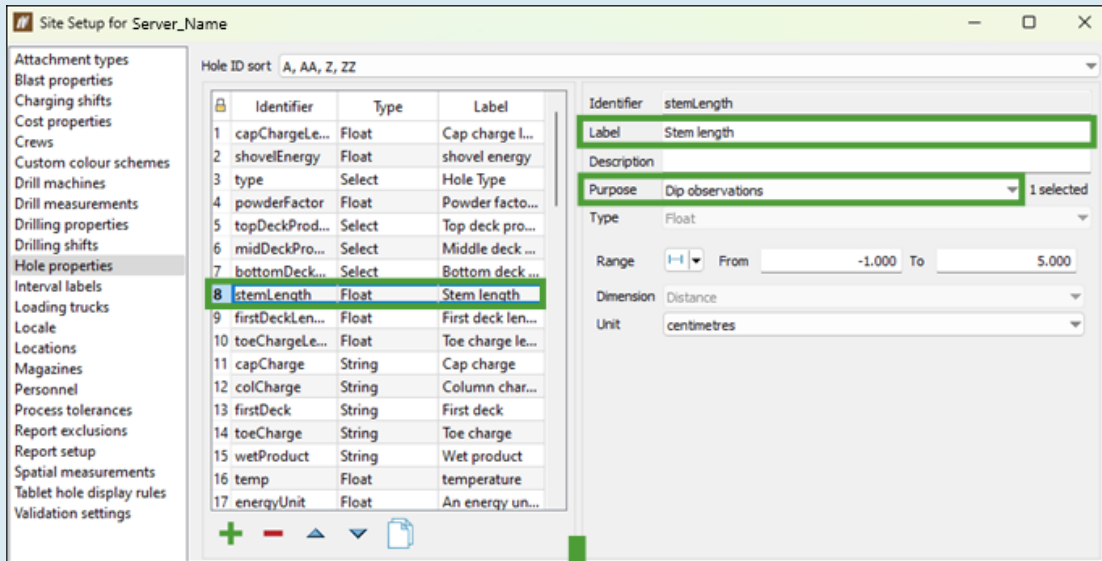 Site Setup for Server_Name
Attachment types
Blast properties
Charging shifts
Cost properties
Crews
Custom colour schemes
Drill machines
Drill measurements
Drilling properties
Drilling shifts
Hole properties
Interval labels
Loading trucks
Locale
Locations
Magazines
Personnel
Process tolerances
Report exclusions
Report setup
Spatial measurements
Tablet hole display rules
Validation settings
Hole ID sort A, AA, Z, ZZ
Identifier Type Label
1 capChargeLe... Float Cap charge l...
2 shovelEnergy Float shovel energy
3 type Select Hole Type
4 powderFactor Float Powder facto...
5 topDeckProd... Select Top deck pro...
6 midDeckPro... Select Middle deck ...
7 bottomDeck... Select Bottom deck ...
8 stemLength Float Stem length
9 firstDeckLen... Float First deck len...
10 toeChargeLe... Float Toe charge le...
11 capCharge String Cap charge
12 colCharge String Column char...
13 firstDeck String First deck
14 toeCharge String Toe charge
15 wetProduct String Wet product
16 temp Float temperature
17 energyUnit Float An energy un...
Identifier stemLength
Label Stem length
Description
Purpose Dip observations 1 selected
Type Float
Range From -1.000 To 5.000
Dimension Distance
Unit centimetres